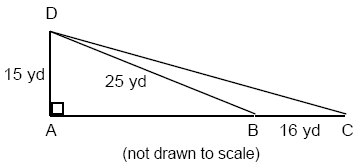 D
15 yd
25 yd
A
B
16 yd
C
(not drawn to scale)